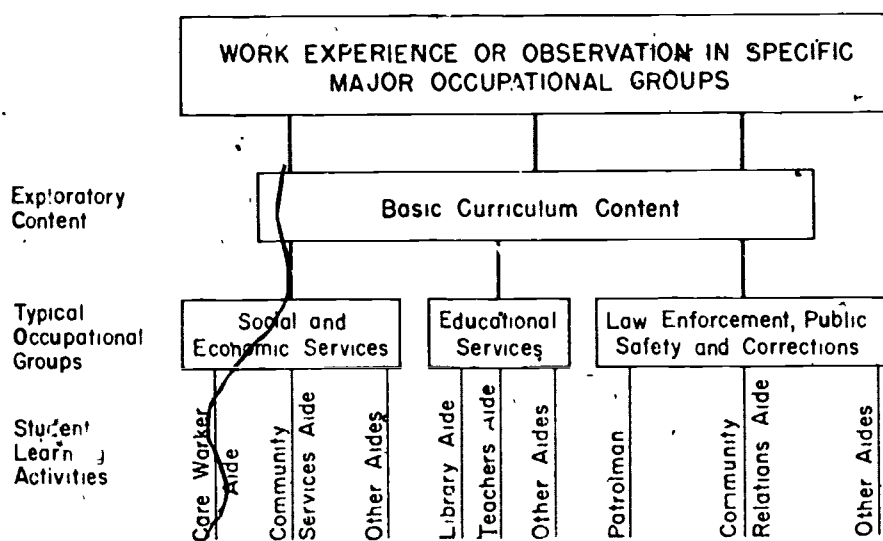 WORK EXPERIENCE OR OBSERVATION IN SPECIFIC
MAJOR OCCUPATIONAL GROUPS
Exploratory
Content
Basic Curriculum Content
Typical
Occupational
Groups
Social and
Economic Services
Educational
Services
Law Enforcement, Public
Safety and Corrections
Student
Learn g
Activities
Care Worker
Aide
Community
Services Aide
Other Aides
Library Aide
Teachers Aide
Other Aides
Patrolman
Community
Relations Aide
Other Aides